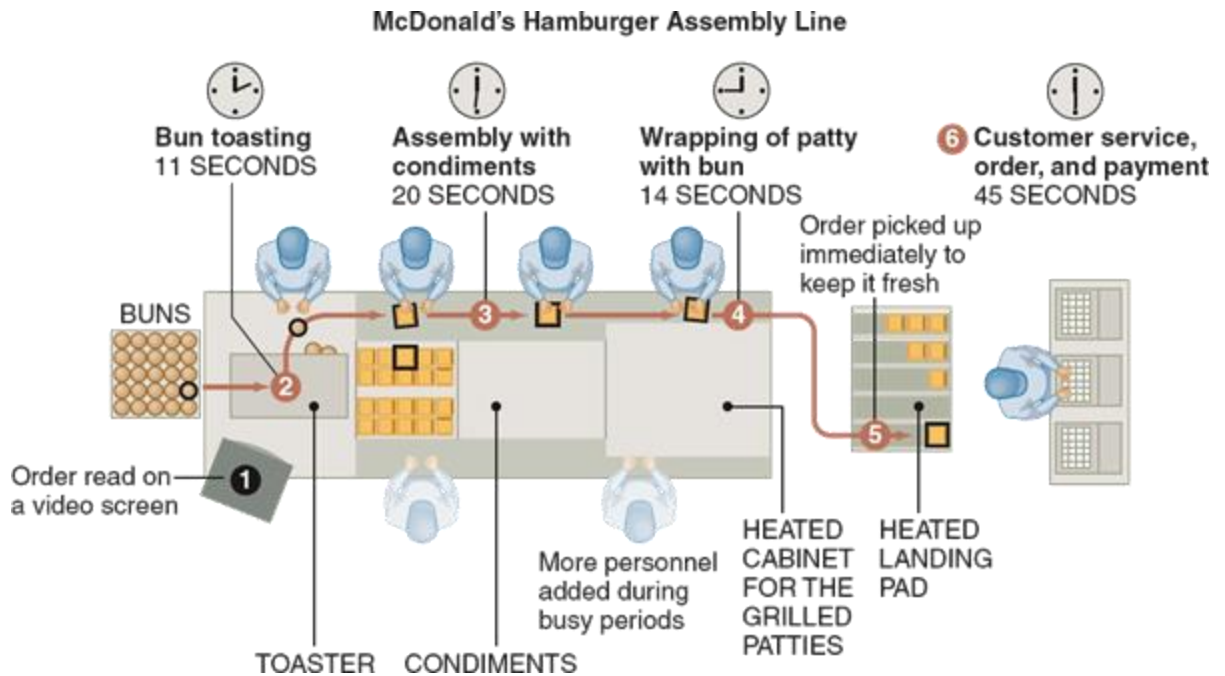 McDonald's Hamburger Assembly Line
Bun toasting
11 SECONDS
Assembly with
condiments
20 SECONDS
Wrapping of patty
with bun
14 SECONDS
6 Customer service,
order, and payment
45 SECONDS
Order picked up
immediately to
keep it fresh
BUNS
2
3
4
5
1
Order read on
a video screen
More personnel
added during
busy periods
HEATED
CABINET
FOR THE
GRILLED
PATTIES
HEATED
LANDING
PAD
TOASTER
CONDIMENTS